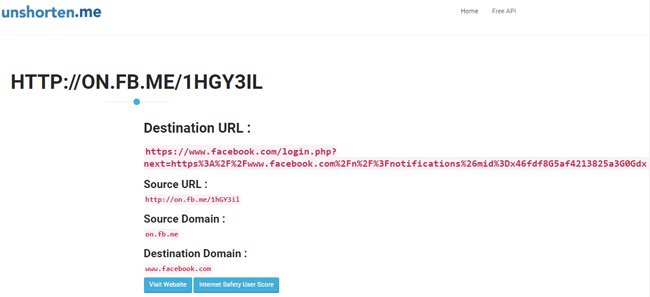 unshorten.me
Home Free API
HTTP://ON.FB.ME/1HGY3IL
Destination URL :
https://www.facebook.com/login.php?
next=https%3A%2F%2Fwww.facebook.com%2Fn%2F%3Fnotifications%26mid%3Dx46fdf8G5af4213825a3G0Gdx
Source URL :
http://on.fb.me/1hGY3il
Source Domain :
on.fb.me
Destination Domain :
www.facebook.com
Visit Website Internet Safety User Score